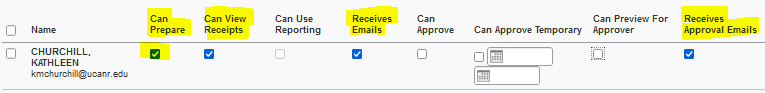 Name
Can Prepare
Can View Receipts
Can Use Reporting
Receives Emails
Can Approve
Can Approve Temporary
Can Preview For Approver
Receives Approval Emails
CHURCHILL, KATHLEEN
kmchurchill@ucanr.edu